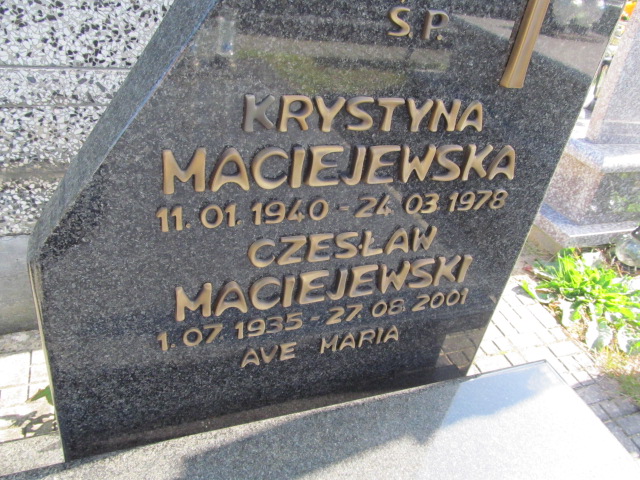 Ś.P.
KRYSTYNA
MACIEJEWSKA
11.01.1940 - 24.03.1978
CZESŁAW
MACIEJEWSKI
1.07.1935 - 27.08.2001
AVE MARIA